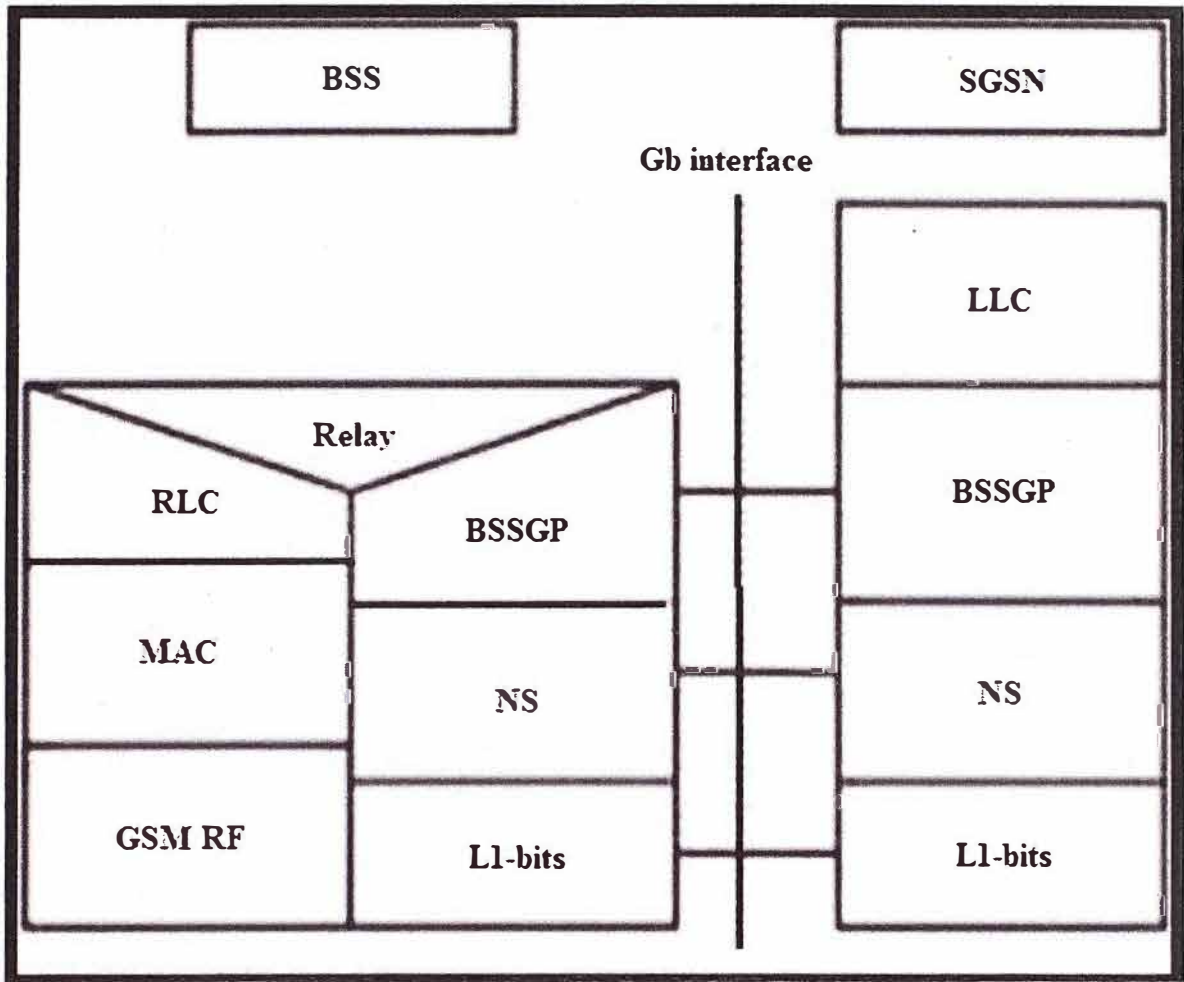 BSS
SGSN
Gb interface
LLC
Relay
RLC
BSSGP
BSSGP
MAC
NS
NS
GSM RF
L1-bits
L1-bits